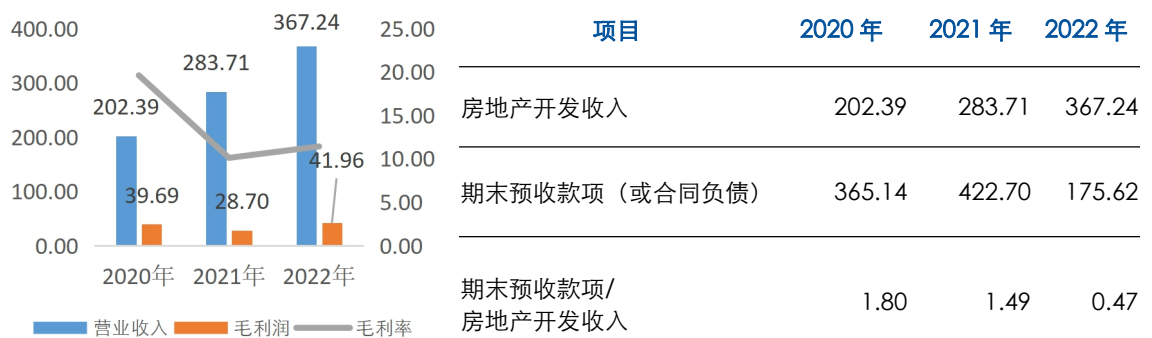 400.00
300.00
200.00
100.00
0.00
25.00
20.00
15.00
10.00
5.00
0.00
367.24
283.71
202.39
41.96
39.69
28.70
2020年 2021年 2022年
营业收入 毛利润 毛利率
项目 2020 年 2021 年 2022 年
房地产开发收入 202.39 283.71 367.24
期末预收款项（或合同负债） 365.14 422.70 175.62
期末预收款项/
房地产开发收入 1.80 1.49 0.47